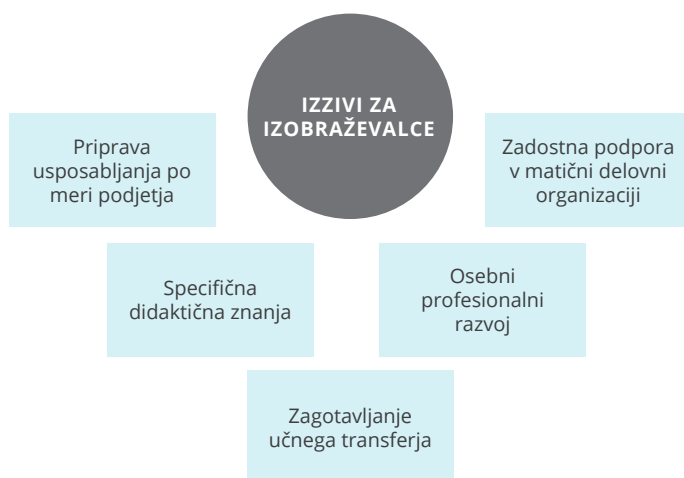 IZZIVI ZA
IZOBRAŽEVALCE
Priprava
usposabljanja po
meri podjetja
Zadostna podpora
v matični delovni
organizaciji
Specifična
didaktična znanja
Osebni
profesionalni
razvoj
Zagotavljanje
učnega transferja